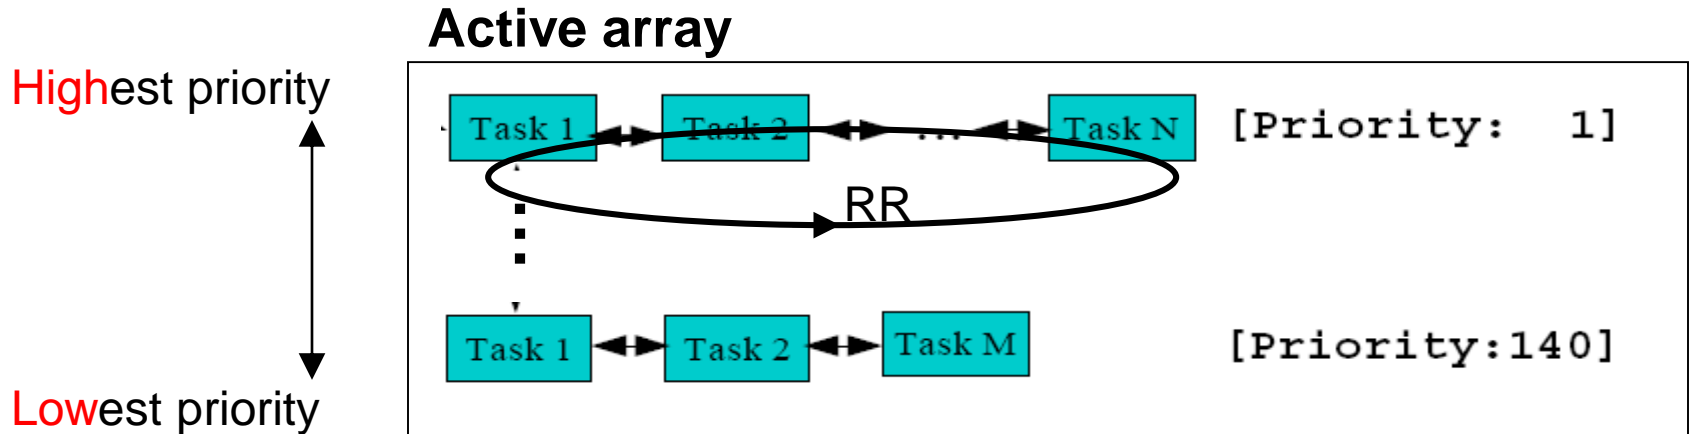 Active array
Highest priority
Task 1 Task 2 ... Task N [Priority: 1]
RR
Task 1 Task 2 Task M [Priority:140]
Lowest priority